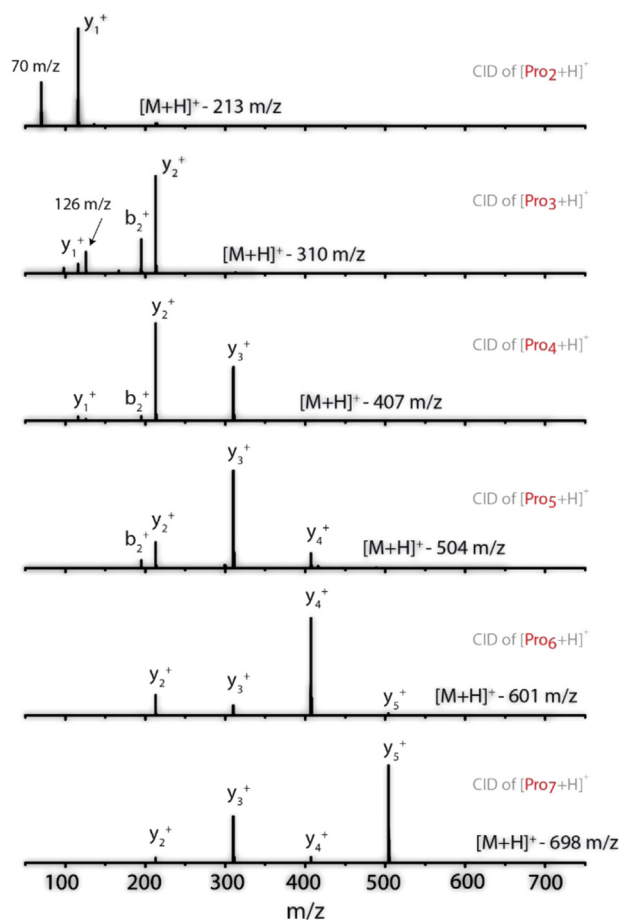 y₁⁺
70 m/z
CID of [Pro2+H]⁺
[M+H]⁺ - 213 m/z
y₂⁺
126 m/z
CID of [Pro3+H]⁺
b₂⁺
y₁⁺
[M+H]⁺ - 310 m/z
y₂⁺
y₃⁺
CID of [Pro4+H]⁺
y₁⁺
b₂⁺
[M+H]⁺ - 407 m/z
y₃⁺
CID of [Pro5+H]⁺
b₂⁺
y₂⁺
y₄⁺
[M+H]⁺ - 504 m/z
y₄⁺
CID of [Pro6+H]⁺
y₂⁺
y₃⁺
y₅⁺
[M+H]⁺ - 601 m/z
y₅⁺
CID of [Pro7+H]⁺
y₃⁺
y₂⁺
y₄⁺
[M+H]⁺ - 698 m/z
100 200 300 400 500 600 700
m/z